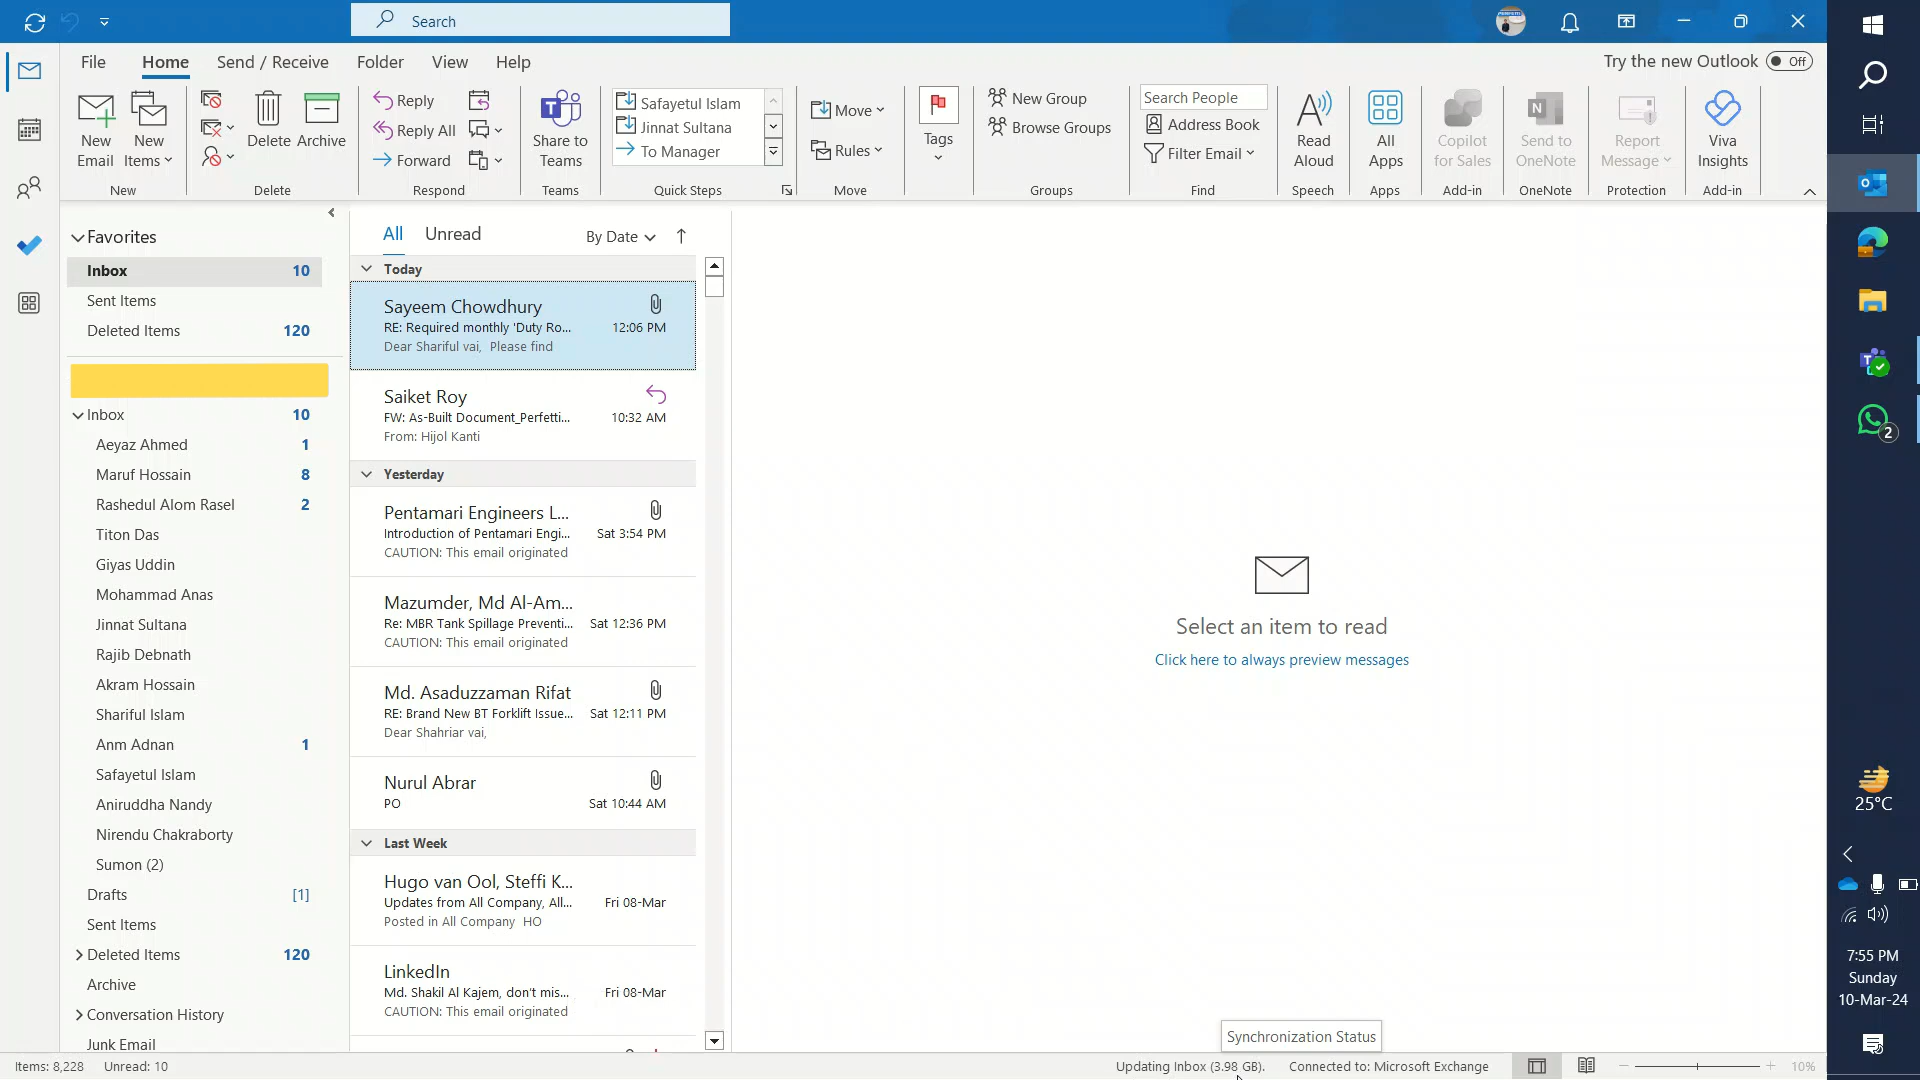 Search
File Home Send / Receive Folder View Help
Try the new Outlook Off
New Email
New Items
Delete
Archive
Reply
Reply All
Forward
Share to Teams
Safayetul Islam
Jinnat Sultana
To Manager
Move
Rules
Tags
New Group
Browse Groups
Search People
Address Book
Filter Email
Read Aloud
All Apps
Copilot for Sales
Send to OneNote
Report Message
Viva Insights
New Delete Respond Teams Quick Steps Move Groups Find Speech Apps Add-in OneNote Protection Add-in
Favorites
Inbox 10
Sent Items
Deleted Items 120
Inbox 10
Aeyaz Ahmed 1
Maruf Hossain 8
Rashedul Alom Rasel 2
Titon Das
Giyas Uddin
Mohammad Anas
Jinnat Sultana
Rajib Debnath
Akram Hossain
Shariful Islam
Anm Adnan 1
Safayetul Islam
Aniruddha Nandy
Nirendu Chakraborty
Sumon (2)
Drafts [1]
Sent Items
Deleted Items 120
Archive
Conversation History
Junk Email
All Unread By Date
Today
Sayeem Chowdhury
RE: Required monthly 'Duty Ro... 12:06 PM
Dear Shariful vai, Please find
Saiket Roy
FW: As-Built Document_Perfetti... 10:32 AM
From: Hijol Kanti
Yesterday
Pentamari Engineers L...
Introduction of Pentamari Engi... Sat 3:54 PM
CAUTION: This email originated
Mazumder, Md Al-Am...
Re: MBR Tank Spillage Preventi... Sat 12:36 PM
CAUTION: This email originated
Md. Asaduzzaman Rifat
RE: Brand New BT Forklift Issue... Sat 12:11 PM
Dear Shahriar vai,
Nurul Abrar
PO Sat 10:44 AM
Last Week
Hugo van Ool, Steffi K...
Updates from All Company, All... Fri 08-Mar
Posted in All Company HO
LinkedIn
Md. Shakil Al Kajem, don't mis... Fri 08-Mar
CAUTION: This email originated
Select an item to read
Click here to always preview messages
Synchronization Status
Items: 8,228 Unread: 10
Updating Inbox (3.98 GB). Connected to: Microsoft Exchange 10%
2
25°C
7:55 PM
Sunday
10-Mar-24